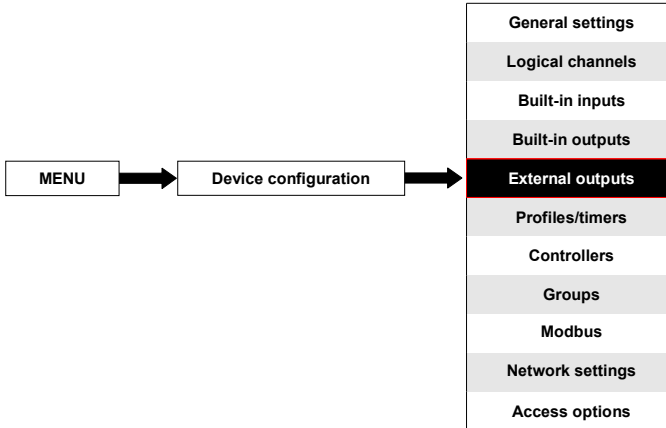 General settings
Logical channels
Built-in inputs
Built-in outputs
MENU
Device configuration
External outputs
Profiles/timers
Controllers
Groups
Modbus
Network settings
Access options